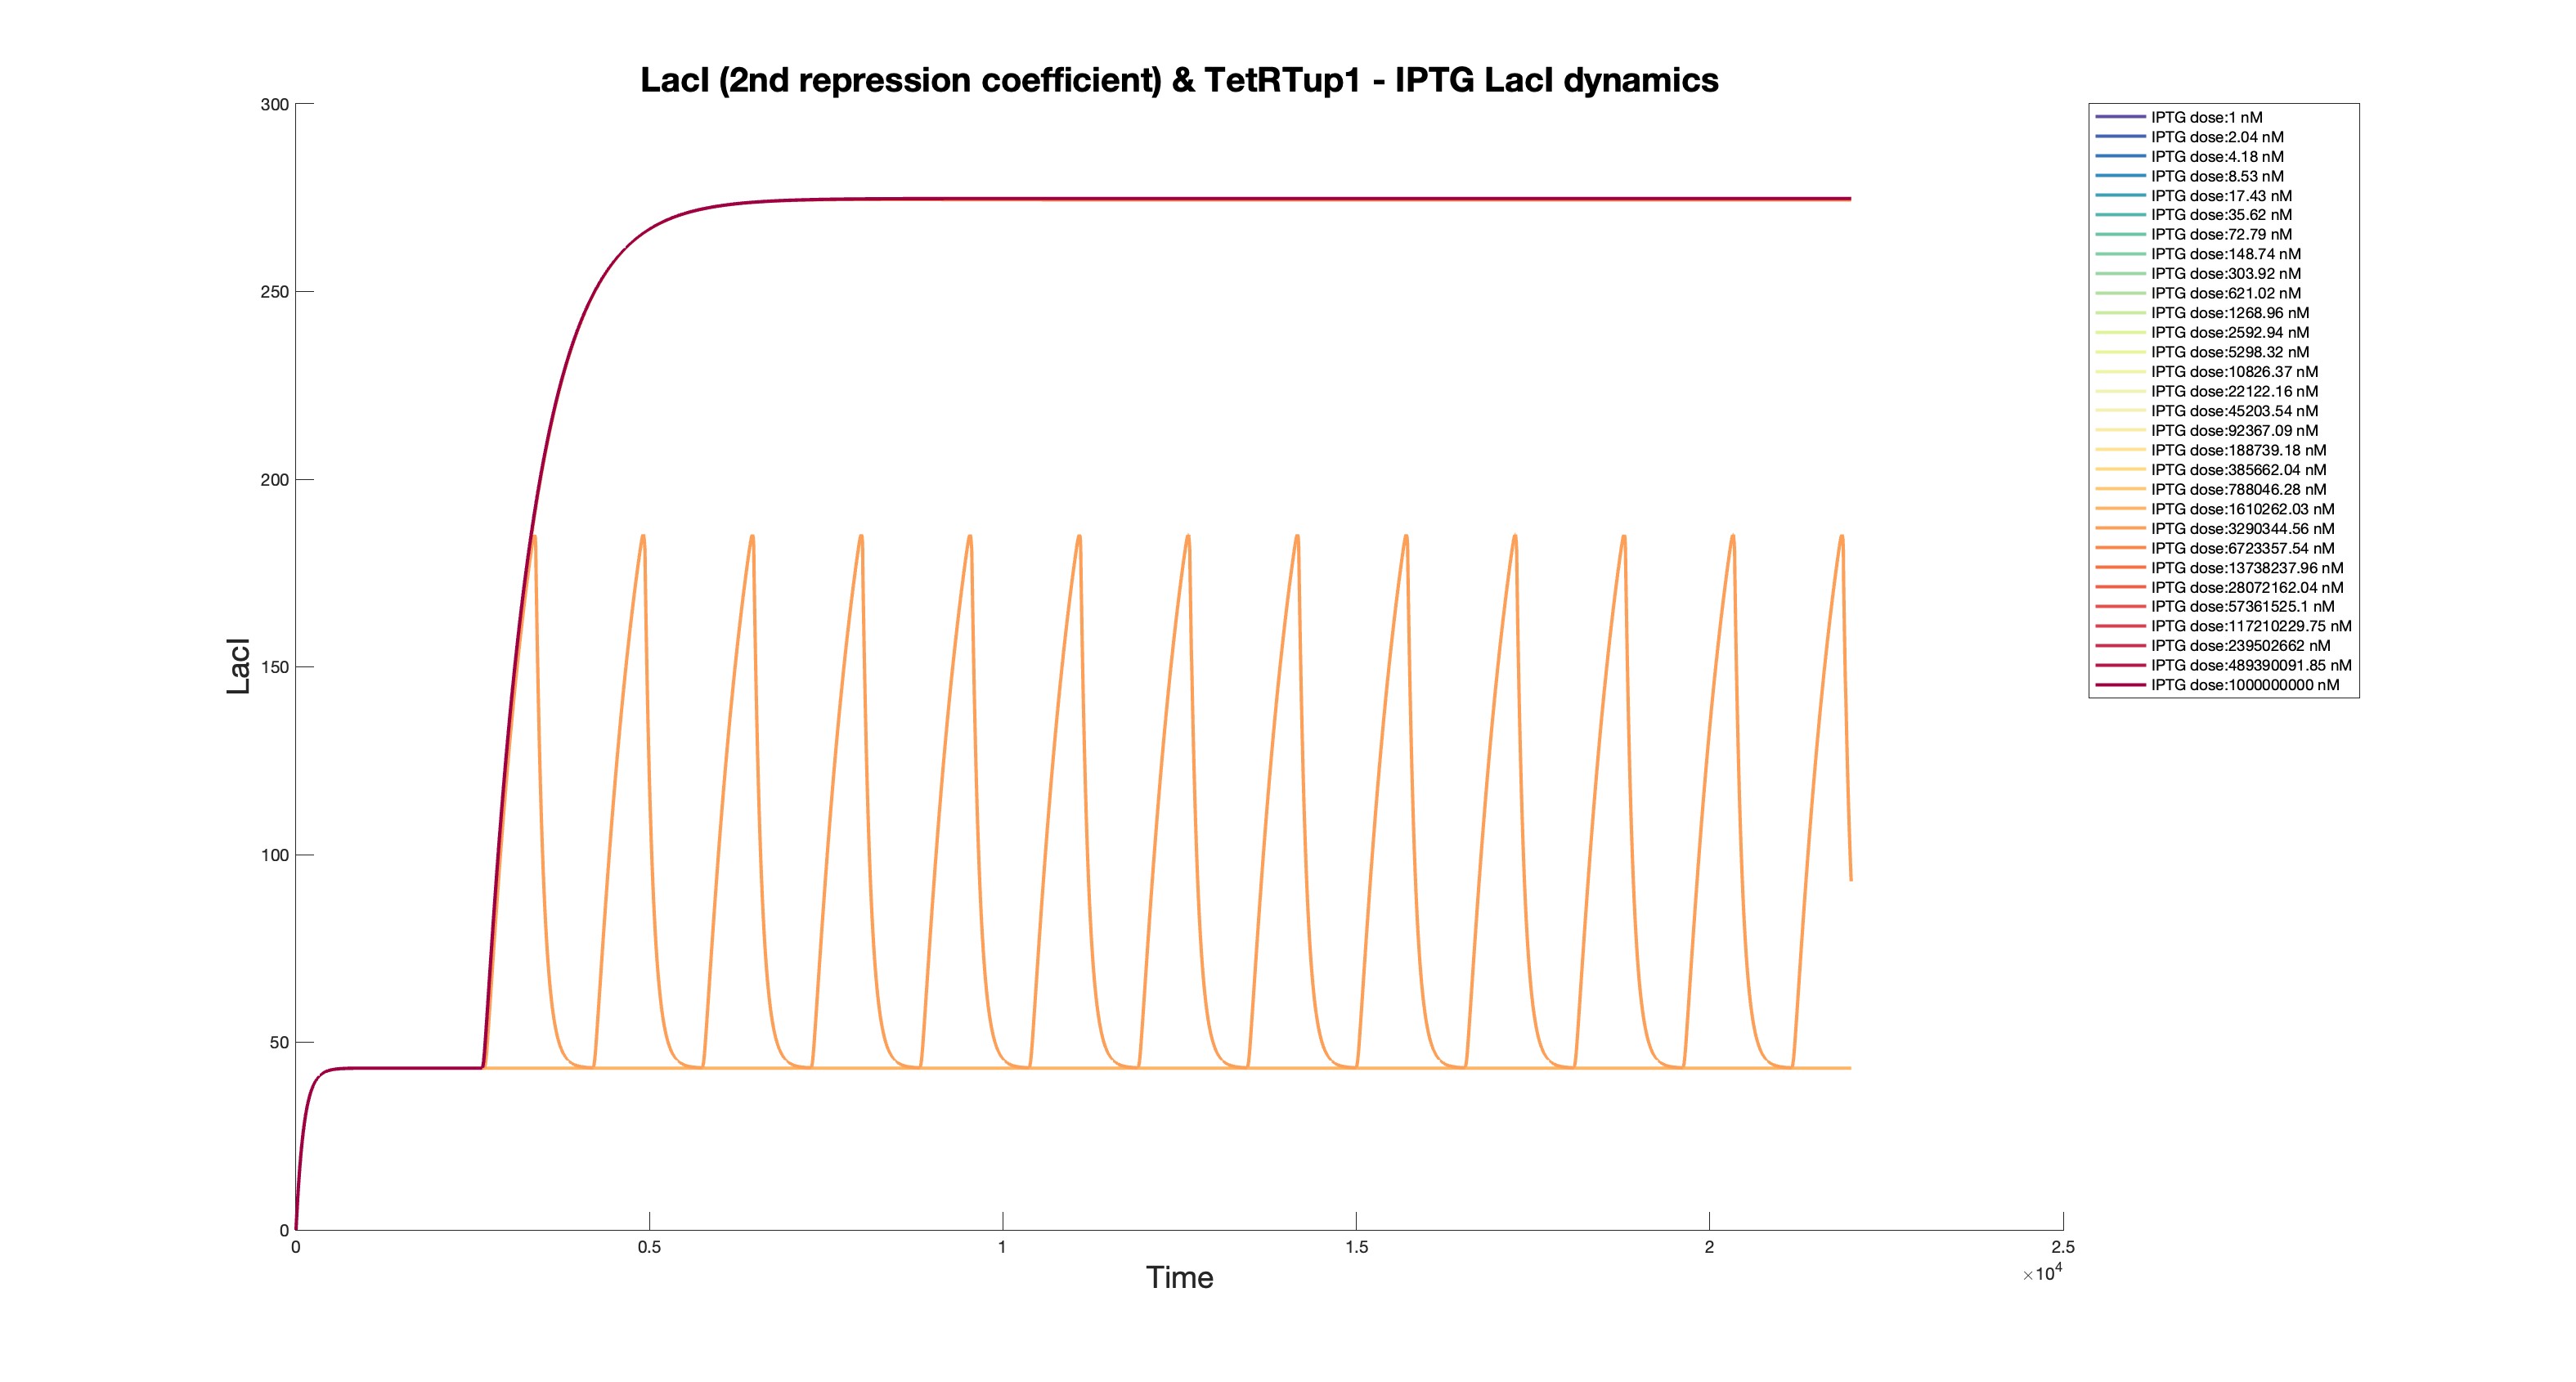 LacI (2nd repression coefficient) & TetRTup1 - IPTG LacI dynamics
300
250
200
150
100
50
0
LacI
0
0.5
1
1.5
2
2.5
×10⁴
Time
IPTG dose:1 nM
IPTG dose:2.04 nM
IPTG dose:4.18 nM
IPTG dose:8.53 nM
IPTG dose:17.43 nM
IPTG dose:35.62 nM
IPTG dose:72.79 nM
IPTG dose:148.74 nM
IPTG dose:303.92 nM
IPTG dose:621.02 nM
IPTG dose:1268.96 nM
IPTG dose:2592.94 nM
IPTG dose:5298.32 nM
IPTG dose:10826.37 nM
IPTG dose:22122.16 nM
IPTG dose:45203.54 nM
IPTG dose:92367.09 nM
IPTG dose:188739.18 nM
IPTG dose:385662.04 nM
IPTG dose:788046.28 nM
IPTG dose:1610262.03 nM
IPTG dose:3290344.56 nM
IPTG dose:6723357.54 nM
IPTG dose:13738237.96 nM
IPTG dose:28072162.04 nM
IPTG dose:57361525.1 nM
IPTG dose:117210229.75 nM
IPTG dose:239502662 nM
IPTG dose:489390091.85 nM
IPTG dose:1000000000 nM